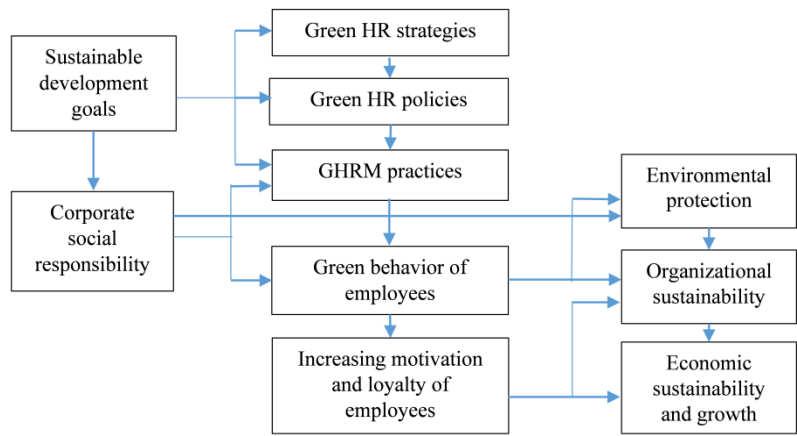 Sustainable
development
goals
Corporate
social
responsibility
Green HR strategies
Green HR policies
GHRM practices
Green behavior of
employees
Increasing motivation
and loyalty of
employees
Environmental
protection
Organizational
sustainability
Economic
sustainability
and growth